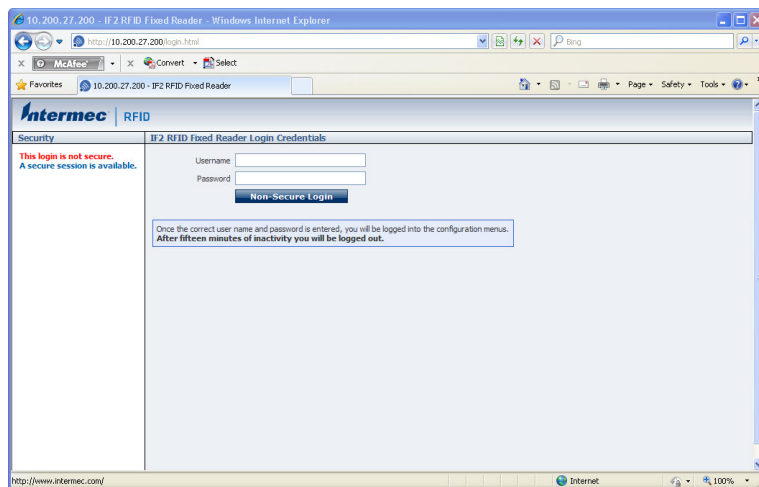 10.200.27.200 - IF2 RFID Fixed Reader - Windows Internet Explorer
http://10.200.27.200/login.html
Bing
x McAfee x Convert Select
Favorites 10.200.27.200 - IF2 RFID Fixed Reader Page Safety Tools
Intermec RFID
Security IF2 RFID Fixed Reader Login Credentials
This login is not secure.
A secure session is available.
Username
Password
Non-Secure Login
Once the correct user name and password is entered, you will be logged into the configuration menus.
After fifteen minutes of inactivity you will be logged out.
http://www.intermec.com/ Internet 100%